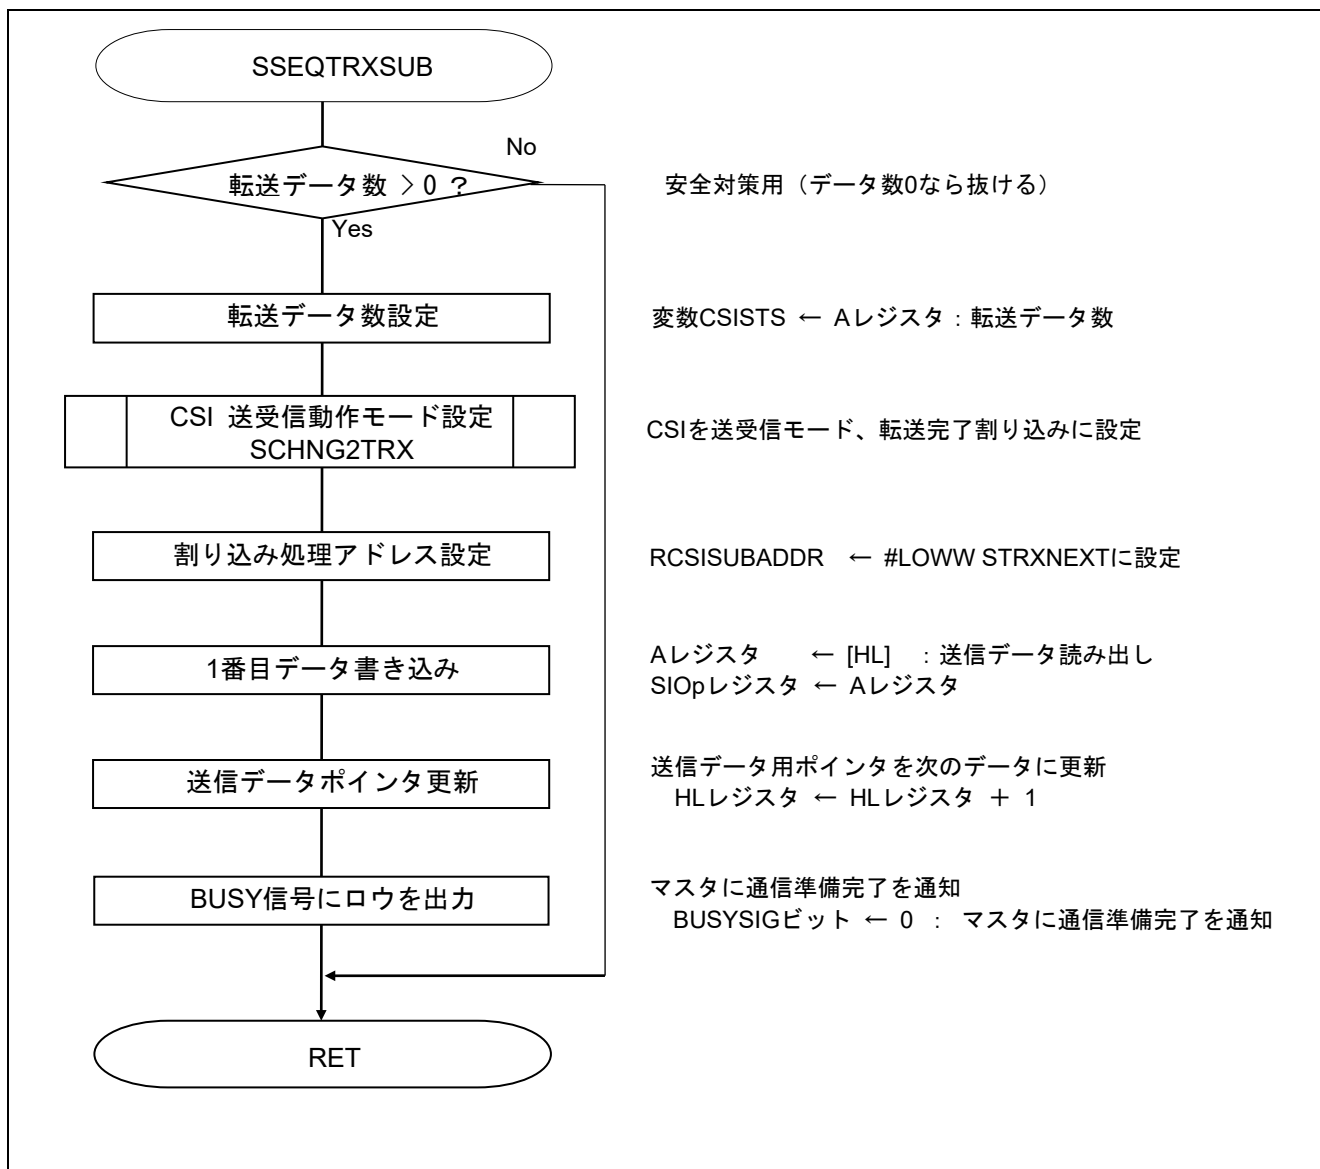 SSEQTRXSUB
No
転送データ数 >0 ?
安全対策用（データ数0なら抜ける）
Yes
転送データ数設定
変数CSISTS ← Aレジスタ：転送データ数
CSI 送受信動作モード設定
SCHNG2TRX
CSIを送受信モード、転送完了割り込みに設定
割り込み処理アドレス設定
RCSISUBADDR ← #LOWW STRXNEXTに設定
1番目データ書き込み
Aレジスタ ← [HL] ：送信データ読み出し
SIOpレジスタ ← Aレジスタ
送信データポインタ更新
送信データ用ポインタを次のデータに更新
HLレジスタ ← HLレジスタ ＋ 1
BUSY信号にロウを出力
マスタに通信準備完了を通知
BUSYSIGビット ← 0 ： マスタに通信準備完了を通知
RET